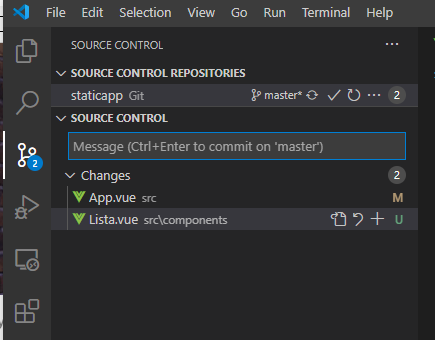 File Edit Selection View Go Run Terminal Help
SOURCE CONTROL
SOURCE CONTROL REPOSITORIES
staticapp Git master* 2
SOURCE CONTROL
Message (Ctrl+Enter to commit on 'master')
Changes 2
App.vue src M
Lista.vue src\components U
2